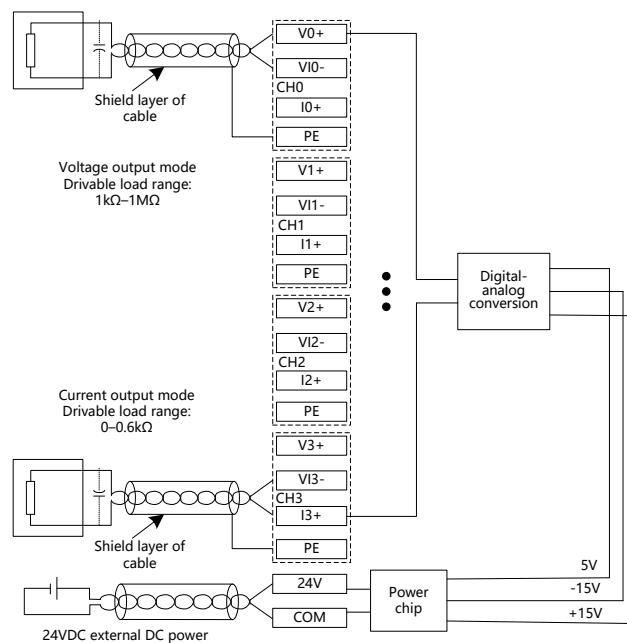 V0+
VI0-
CH0
I0+
PE
Shield layer of
cable
Voltage output mode
Drivable load range:
1kΩ–1MΩ
V1+
VI1-
CH1
I1+
PE
Digital-
analog
conversion
V2+
VI2-
CH2
I2+
PE
Current output mode
Drivable load range:
0–0.6kΩ
V3+
VI3-
CH3
I3+
PE
Shield layer of
cable
24V
COM
Power
chip
5V
-15V
+15V
24VDC external DC power